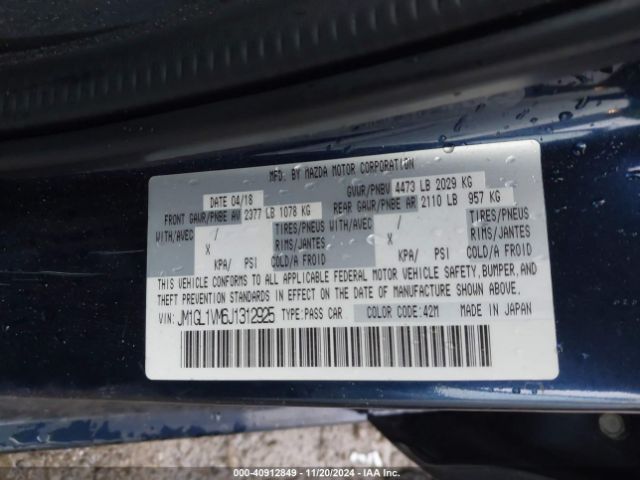 MFD. BY MAZDA MOTOR CORPORATION
DATE 04/18 GVWR/PNBV 4473 LB 2029 KG
FRONT GAWR/PNBE AV 2377 LB 1078 KG REAR GAWR/PNBE AR 2110 LB 957 KG
WITH/AVEC / TIRES/PNEUS WITH/AVEC / TIRES/PNEUS
X RIMS/JANTES X RIMS/JANTES
KPA/ PSI COLD/A FROID KPA/ PSI COLD/A FROID
THIS VEHICLE CONFORMS TO ALL APPLICABLE FEDERAL MOTOR VEHICLE SAFETY, BUMPER, AND
THEFT PREVENTION STANDARDS IN EFFECT ON THE DATE OF MANUFACTURE SHOWN ABOVE.
VIN: JM1GL1VM6J1312925 TYPE: PASS CAR COLOR CODE: 42M MADE IN JAPAN
000-40912849 - 11/20/2024 - IAA Inc.